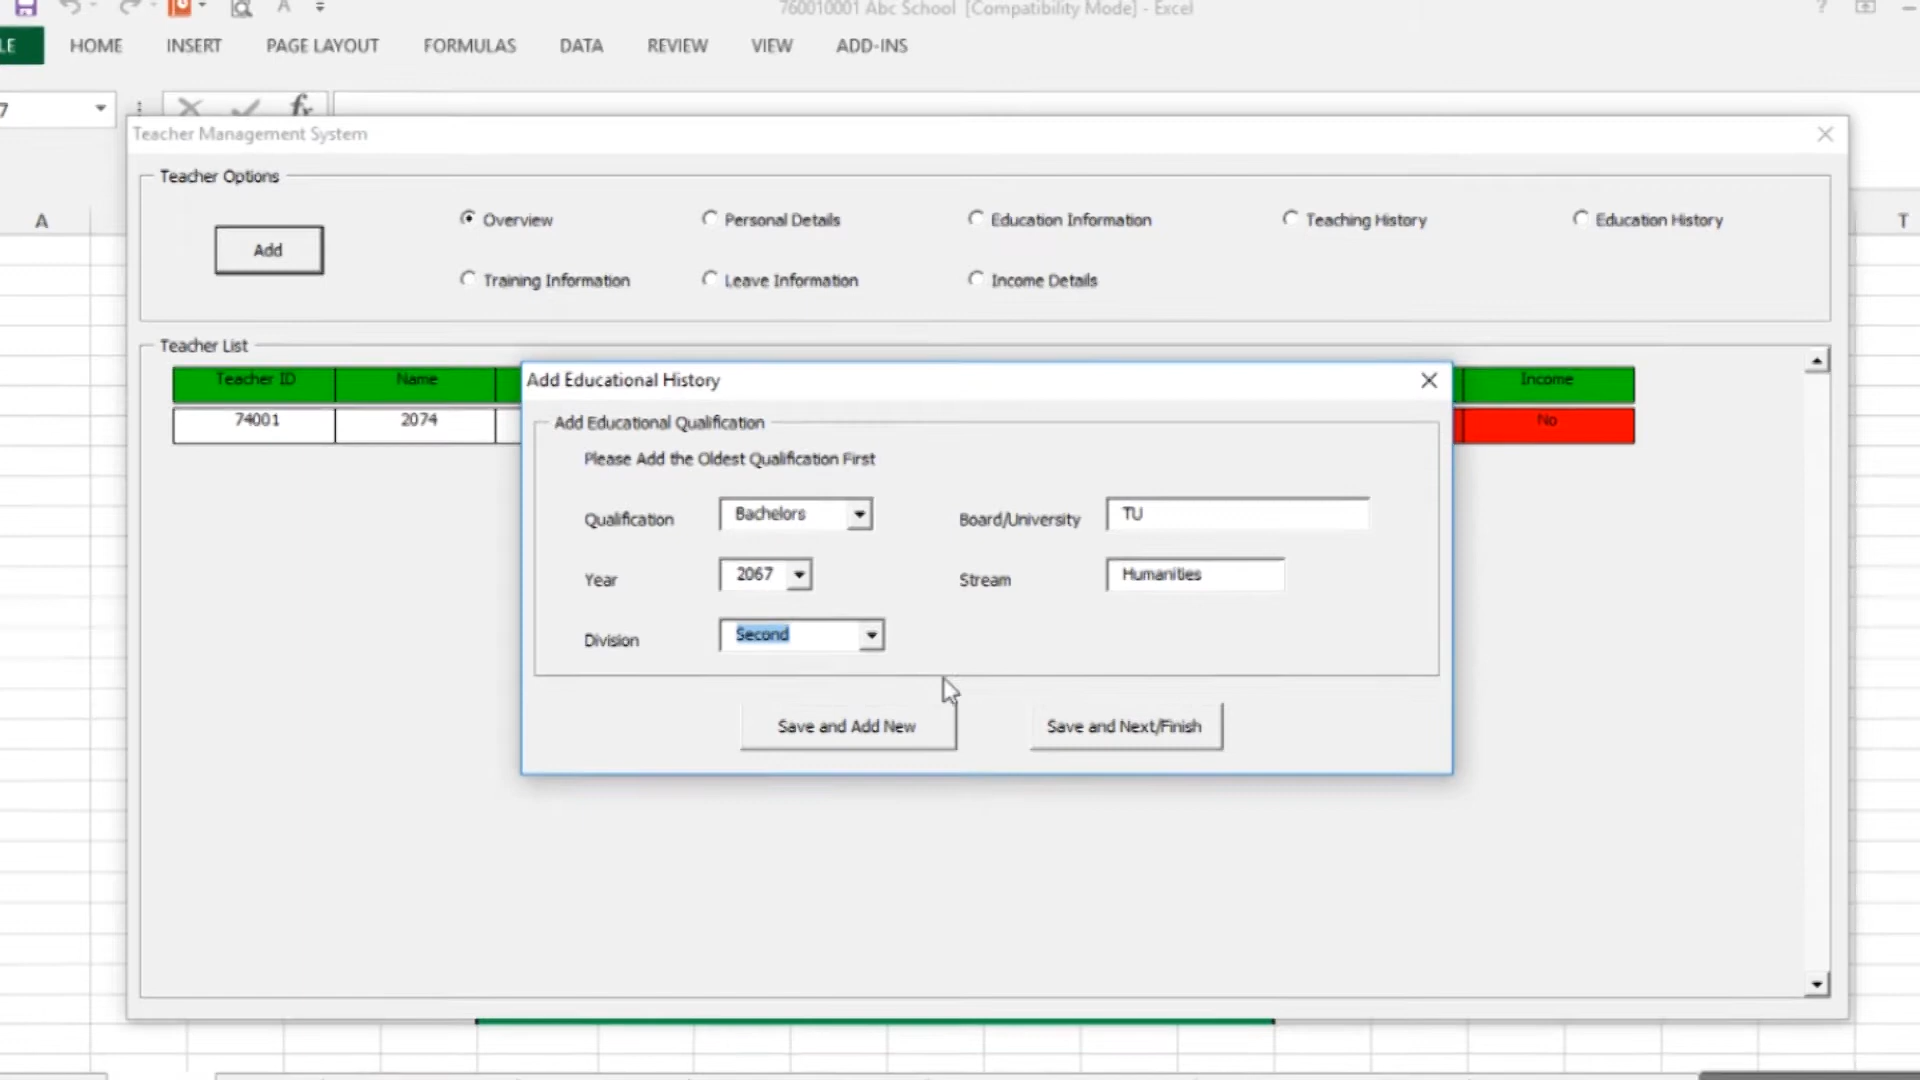 760010001 Abc School [Compatibility Mode] - Excel
HOME INSERT PAGE LAYOUT FORMULAS DATA REVIEW VIEW ADD-INS
fx
Teacher Management System
Teacher Options
Add
Overview Personal Details Education Information Teaching History Education History
Training Information Leave Information Income Details
A T
Teacher List
Teacher ID Name Income
74001 2074 No
Add Educational History
Add Educational Qualification
Please Add the Oldest Qualification First
Qualification Bachelors Board/University TU
Year 2067 Stream Humanities
Division Second
Save and Add New Save and Next/Finish